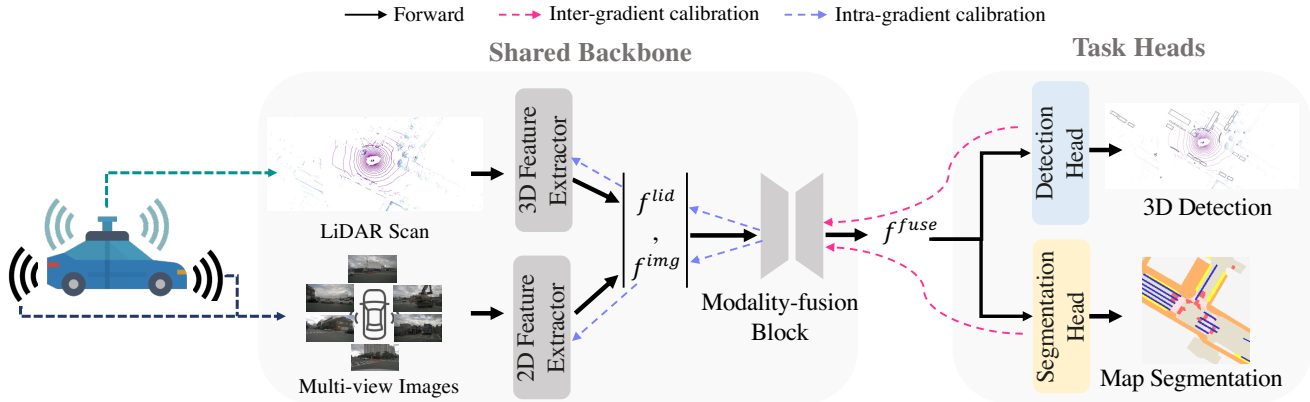 Forward
Inter-gradient calibration
Intra-gradient calibration
Shared Backbone
Task Heads
LiDAR Scan
Multi-view Images
3D Feature
Extractor
2D Feature
Extractor
f^{lid}
,
f^{img}
Modality-fusion
Block
f^{fuse}
Detection
Head
Segmentation
Head
3D Detection
Map Segmentation